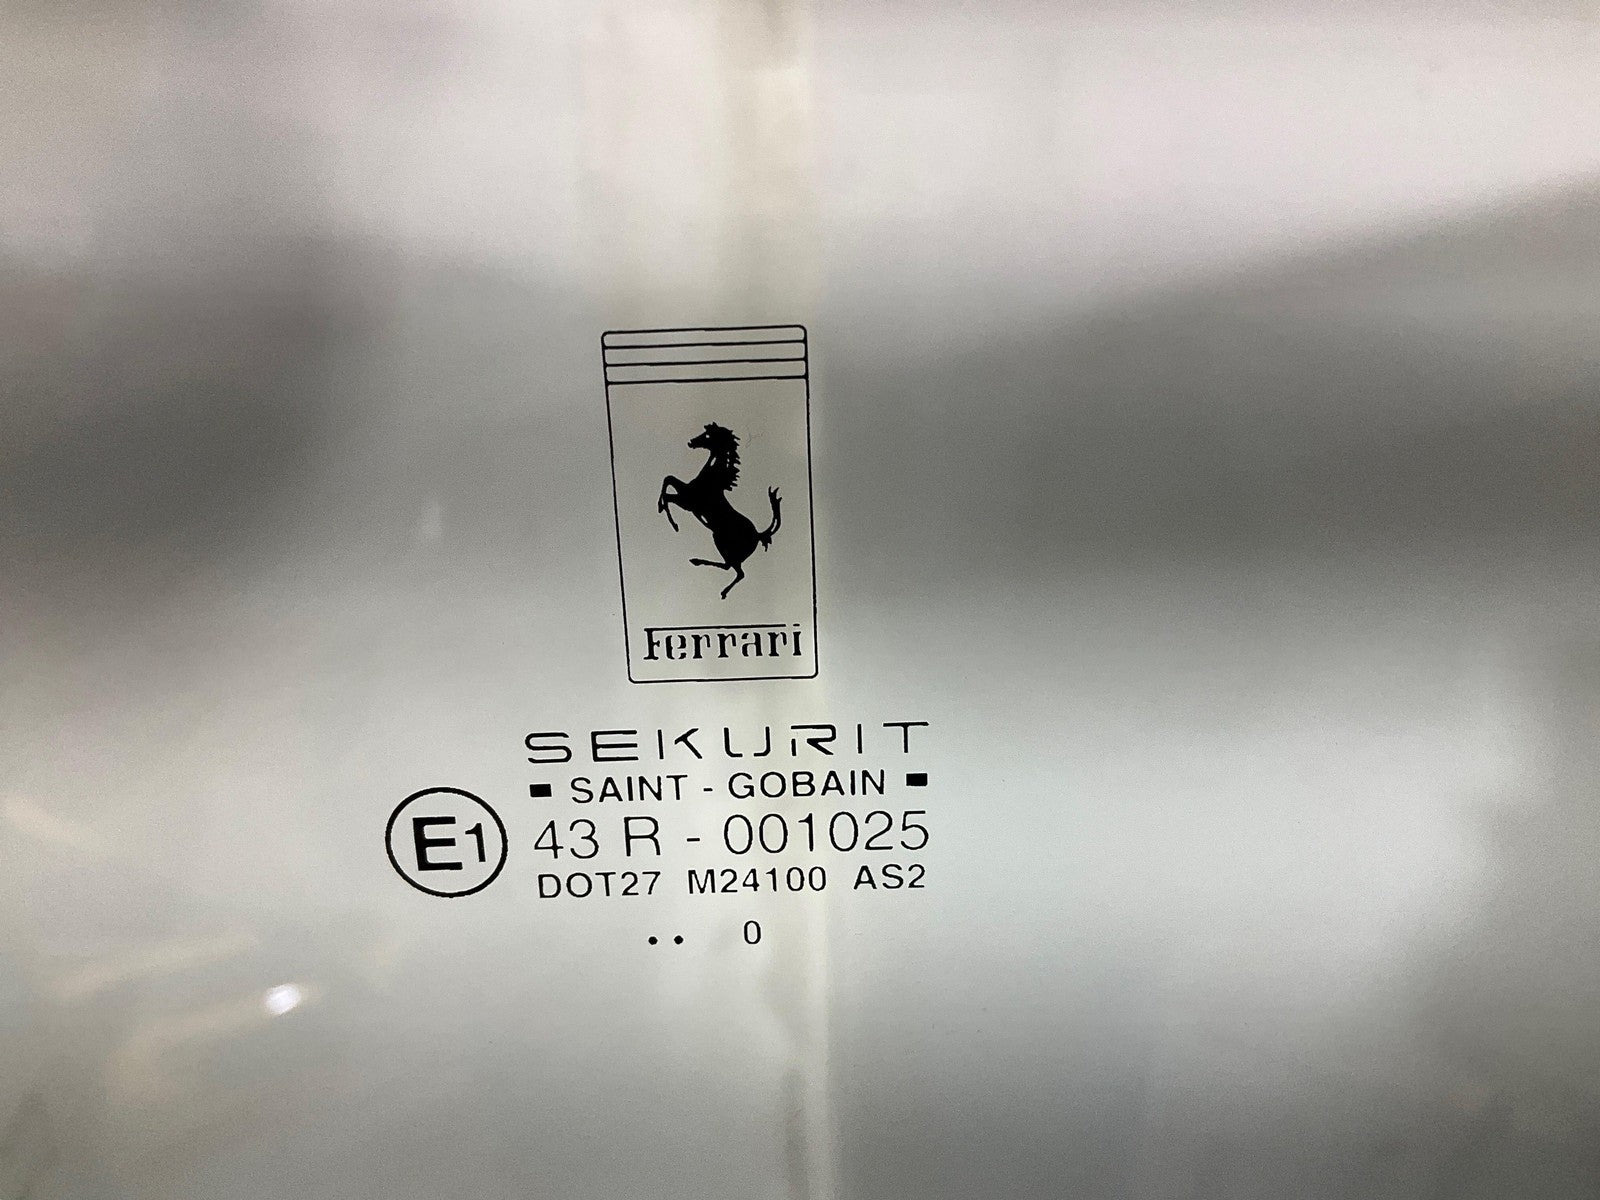 Ferrari
SEKURIT
SAINT - GOBAIN
E1
43 R - 001025
DOT27 M24100 AS2
.. 0